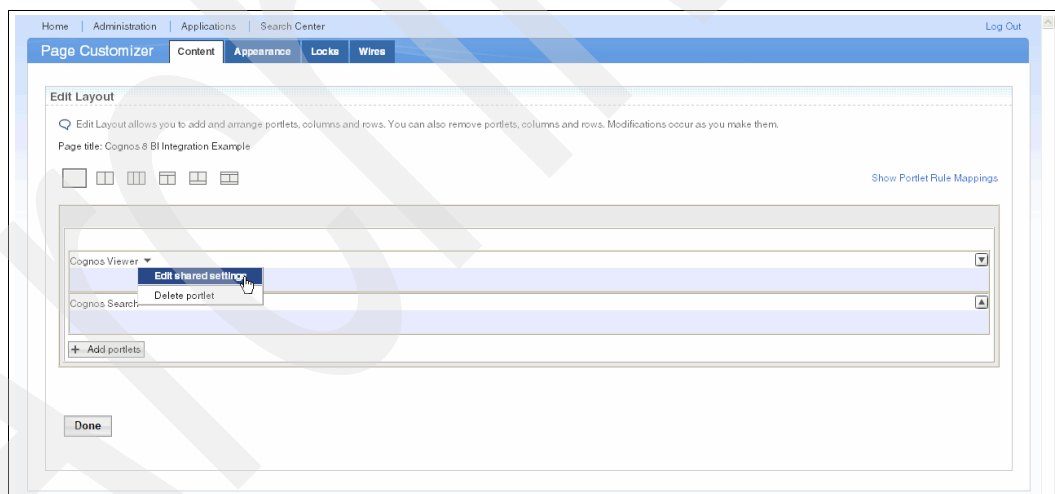 Home | Administration | Applications | Search Center Log Out
Page Customizer Content Appearance Locks Wires
Edit Layout
Edit Layout allows you to add and arrange portlets, columns and rows. You can also remove portlets, columns and rows. Modifications occur as you make them.
Page title: Cognos 8 BI Integration Example
Show Portlet Rule Mappings
Cognos Viewer
Edit shared settings
Delete portlet
Cognos Search
+ Add portlets
Done